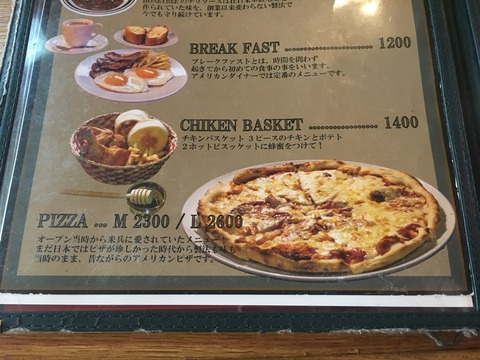 作られていた味を、創業以来変わらない製法で
今でも守り続けています。
BREAK FAST .................... 1200
ブレークファストとは、時間を問わず
起きてから初めての食事の事をいいます。
アメリカンダイナーでは定番のメニューです。
CHIKEN BASKET .................... 1400
チキンバスケット 3ピースのチキンとポテト
2ホットビスッケットに蜂蜜をつけて！
PIZZA ... M 2300 / L 2600
オープン当時から米兵に愛されていたメニュー
まだ日本ではピザが珍しかった時代から製法も味も
当時のまま、昔ながらのアメリカンピザです。